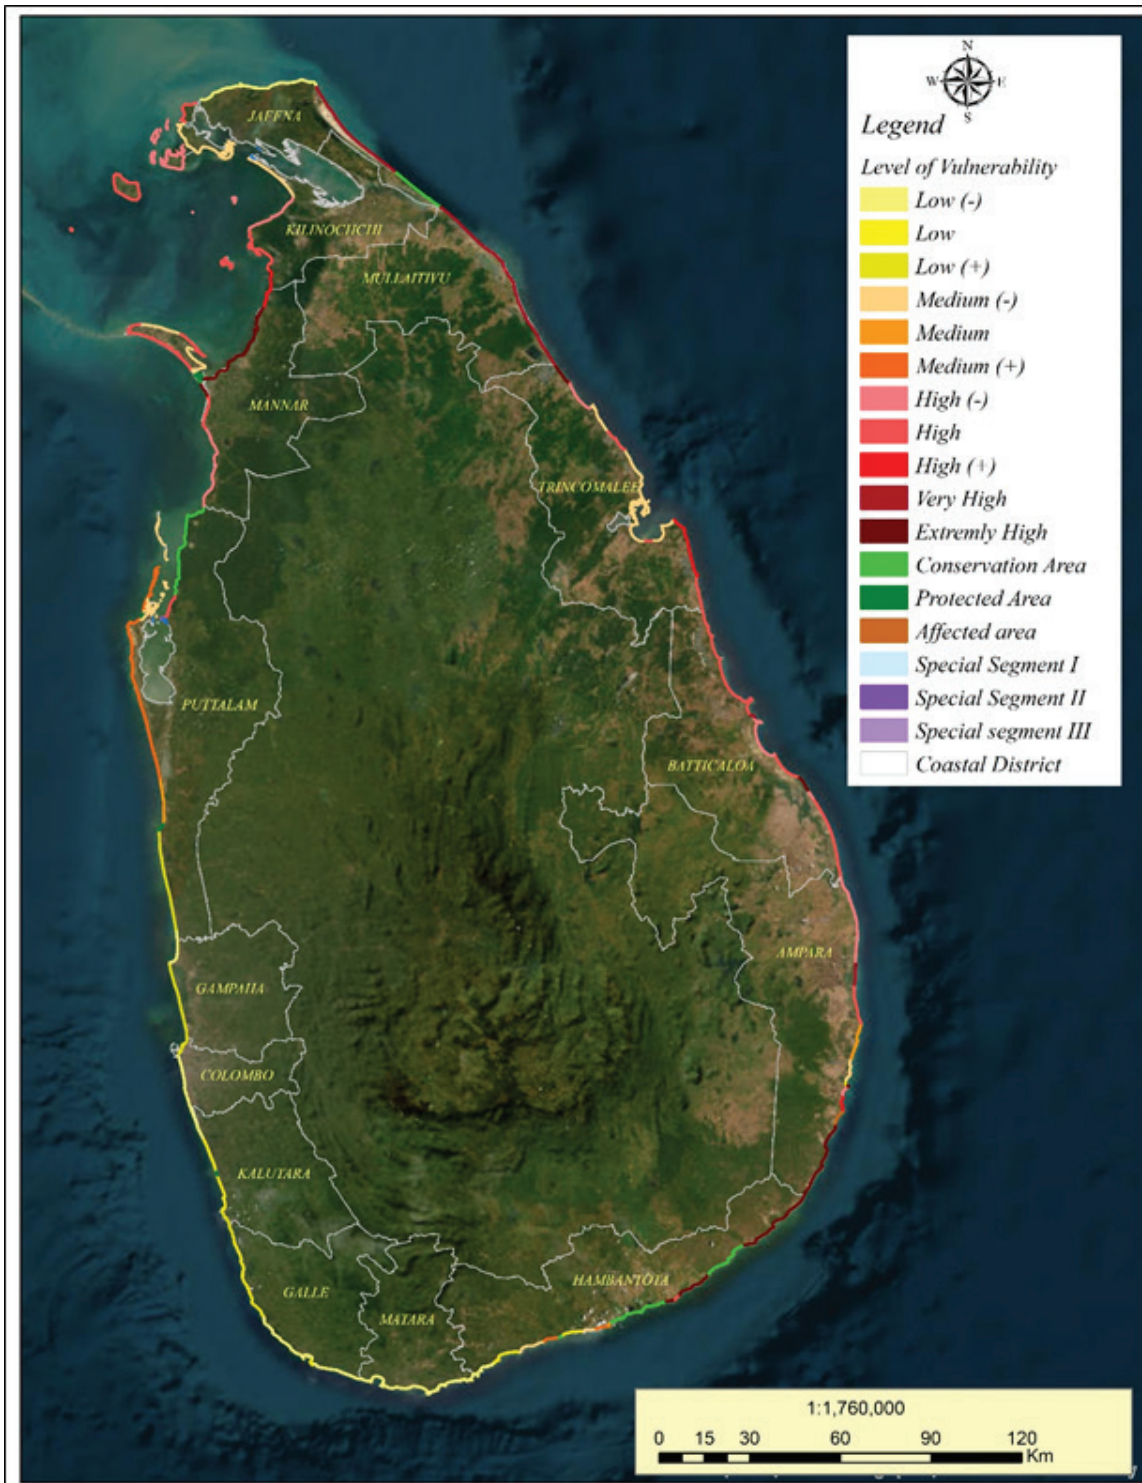 N
W E
S
Legend
Level of Vulnerability
Low (-)
Low
Low (+)
Medium (-)
Medium
Medium (+)
High (-)
High
High (+)
Very High
Extremly High
Conservation Area
Protected Area
Affected area
Special Segment I
Special Segment II
Special segment III
Coastal District
JAFFNA
KILINOCHCHI
MULLAITIVU
MANNAR
TRINCOMALEE
PUTTALAM
BATTICALOA
AMPARA
GAMPAHA
COLOMBO
KALUTARA
HAMBANTOTA
GALLE
MATARA
1:1,760,000
0 15 30 60 90 120
Km